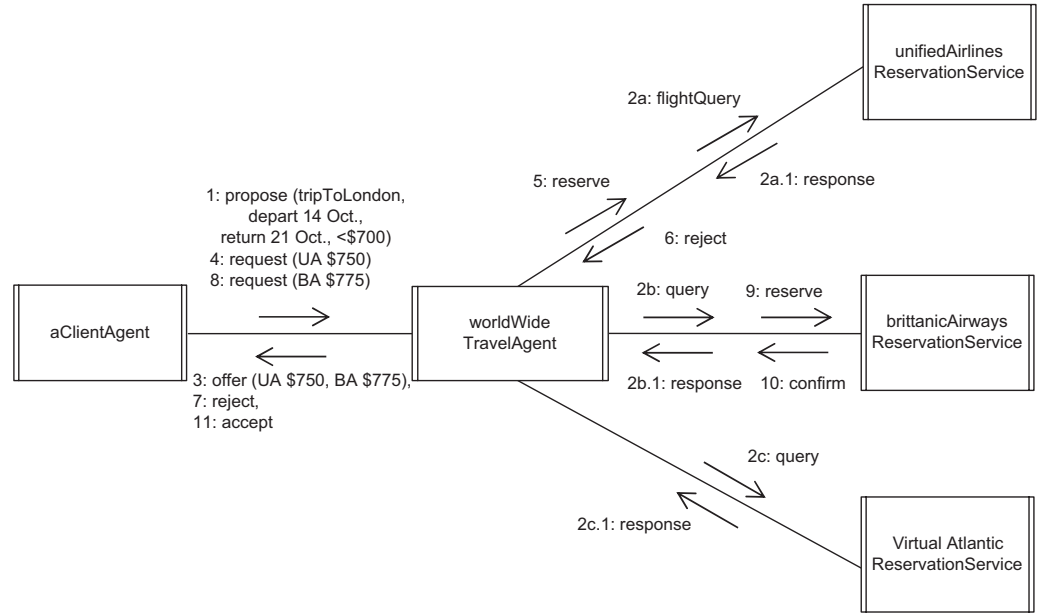 unifiedAirlines
ReservationService
2a: flightQuery
2a.1: response
5: reserve
6: reject
1: propose (tripToLondon,
depart 14 Oct.,
return 21 Oct., <$700)
4: request (UA $750)
8: request (BA $775)
aClientAgent
3: offer (UA $750, BA $775),
7: reject,
11: accept
worldWide
TravelAgent
2b: query
9: reserve
2b.1: response
10: confirm
brittanicAirways
ReservationService
2c: query
2c.1: response
Virtual Atlantic
ReservationService